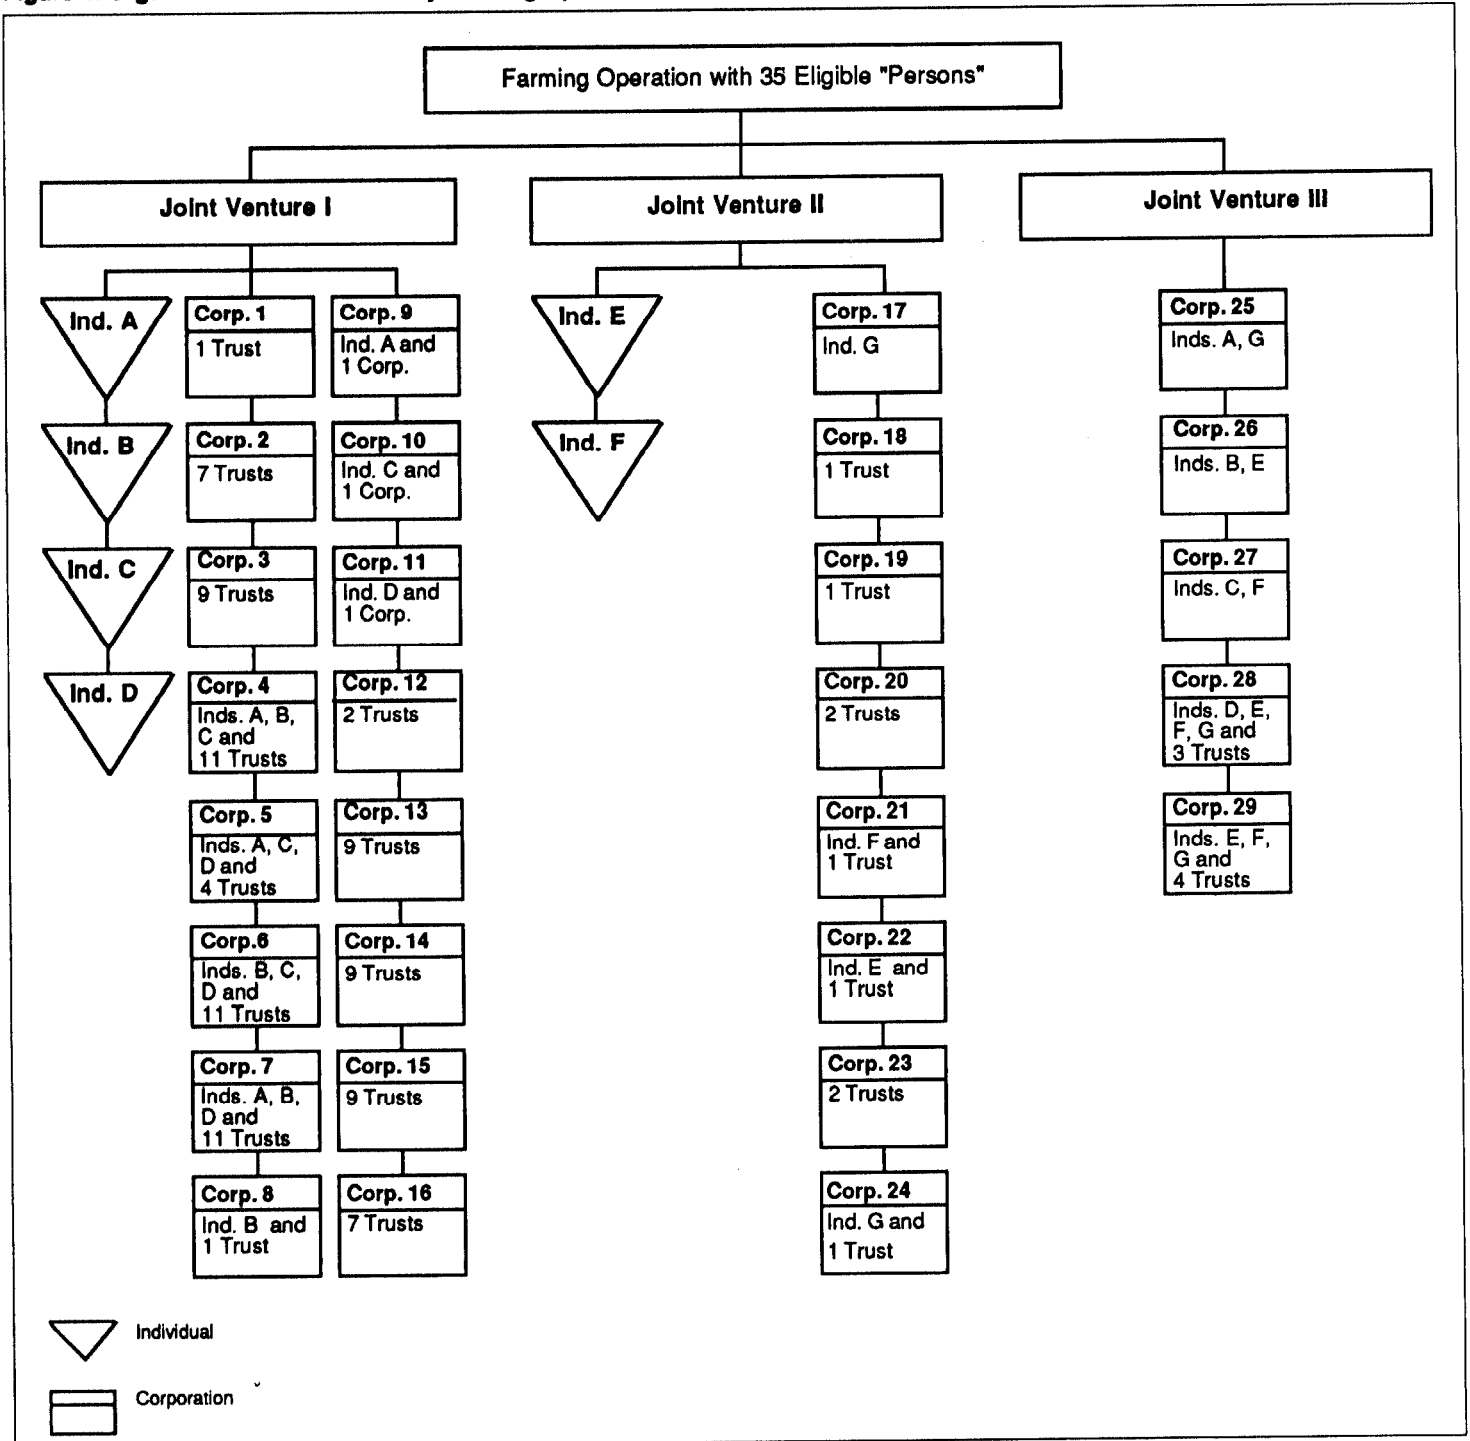 Farming Operation with 35 Eligible "Persons"
Joint Venture I
Joint Venture II
Joint Venture III
Ind. A
Ind. B
Ind. C
Ind. D
Corp. 1
1 Trust
Corp. 2
7 Trusts
Corp. 3
9 Trusts
Corp. 4
Inds. A, B,
C and
11 Trusts
Corp. 5
Inds. A, C,
D and
4 Trusts
Corp.6
Inds. B, C,
D and
11 Trusts
Corp. 7
Inds. A, B,
D and
11 Trusts
Corp. 8
Ind. B and
1 Trust
Corp. 9
Ind. A and
1 Corp.
Corp. 10
Ind. C and
1 Corp.
Corp. 11
Ind. D and
1 Corp.
Corp. 12
2 Trusts
Corp. 13
9 Trusts
Corp. 14
9 Trusts
Corp. 15
9 Trusts
Corp. 16
7 Trusts
Ind. E
Ind. F
Corp. 17
Ind. G
Corp. 18
1 Trust
Corp. 19
1 Trust
Corp. 20
2 Trusts
Corp. 21
Ind. F and
1 Trust
Corp. 22
Ind. E and
1 Trust
Corp. 23
2 Trusts
Corp. 24
Ind. G and
1 Trust
Corp. 25
Inds. A, G
Corp. 26
Inds. B, E
Corp. 27
Inds. C, F
Corp. 28
Inds. D, E,
F, G and
3 Trusts
Corp. 29
Inds. E, F,
G and
4 Trusts
Individual
Corporation